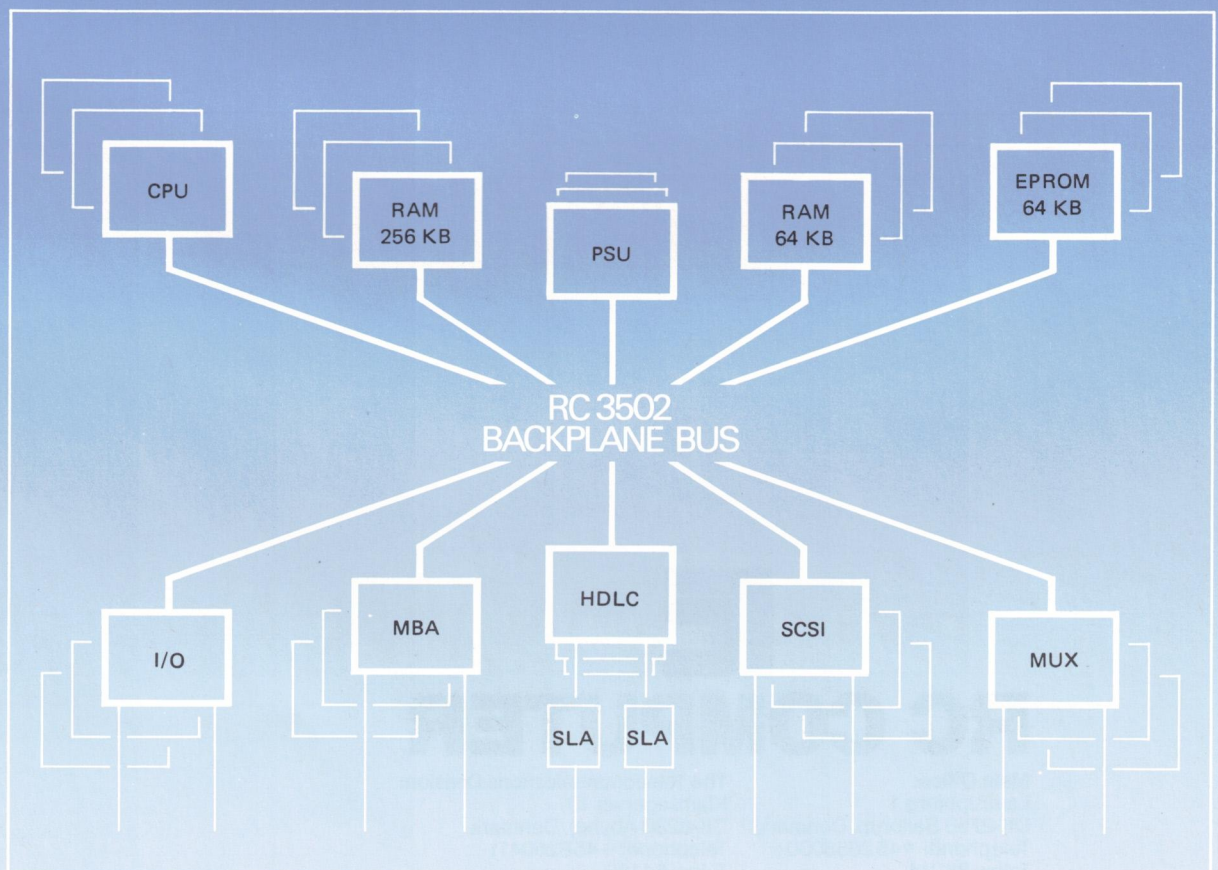 CPU
RAM
256 KB
PSU
RAM
64 KB
EPROM
64 KB
RC 3502
BACKPLANE BUS
I/O
MBA
HDLC
SCSI
MUX
SLA
SLA